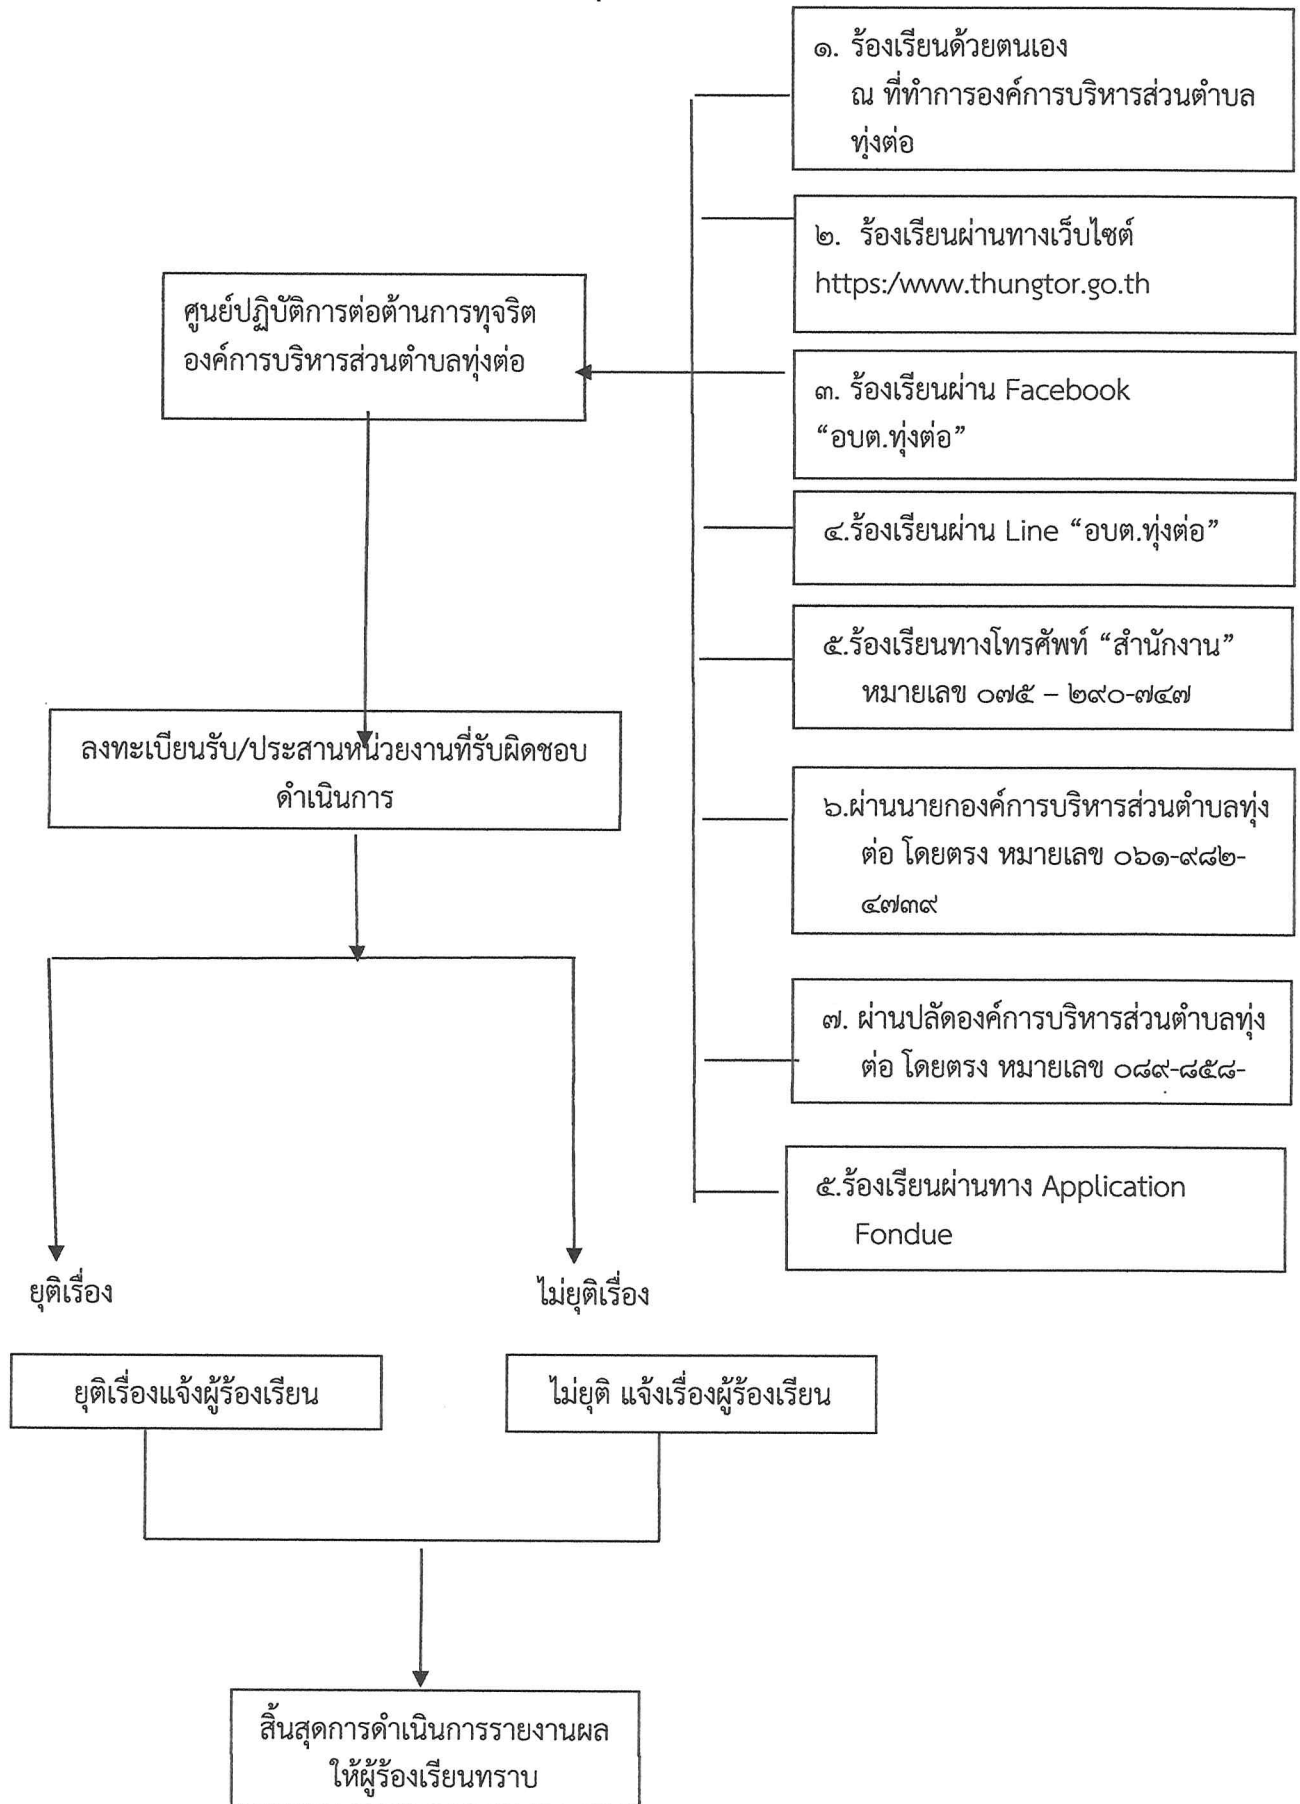 ๑. ร้องเรียนด้วยตนเอง
ณ ที่ทำการองค์การบริหารส่วนตำบล
ทุ่งต่อ
๒. ร้องเรียนผ่านทางเว็บไซต์
https:/www.thungtor.go.th
ศูนย์ปฏิบัติการต่อต้านการทุจริต
องค์การบริหารส่วนตำบลทุ่งต่อ
๓. ร้องเรียนผ่าน Facebook
“อบต.ทุ่งต่อ”
๔.ร้องเรียนผ่าน Line “อบต.ทุ่งต่อ”
๕.ร้องเรียนทางโทรศัพท์ “สำนักงาน”
หมายเลข ๐๗๕ – ๒๙๐-๗๔๗
ลงทะเบียนรับ/ประสานหน่วยงานที่รับผิดชอบ
ดำเนินการ
๖.ผ่านนายกองค์การบริหารส่วนตำบลทุ่ง
ต่อ โดยตรง หมายเลข ๐๖๑-๙๘๒-
๔๗๓๙
๗. ผ่านปลัดองค์การบริหารส่วนตำบลทุ่ง
ต่อ โดยตรง หมายเลข ๐๘๙-๘๕๘-
๕.ร้องเรียนผ่านทาง Application
Fondue
ยุติเรื่อง
ไม่ยุติเรื่อง
ยุติเรื่องแจ้งผู้ร้องเรียน
ไม่ยุติ แจ้งเรื่องผู้ร้องเรียน
สิ้นสุดการดำเนินการรายงานผล
ให้ผู้ร้องเรียนทราบ